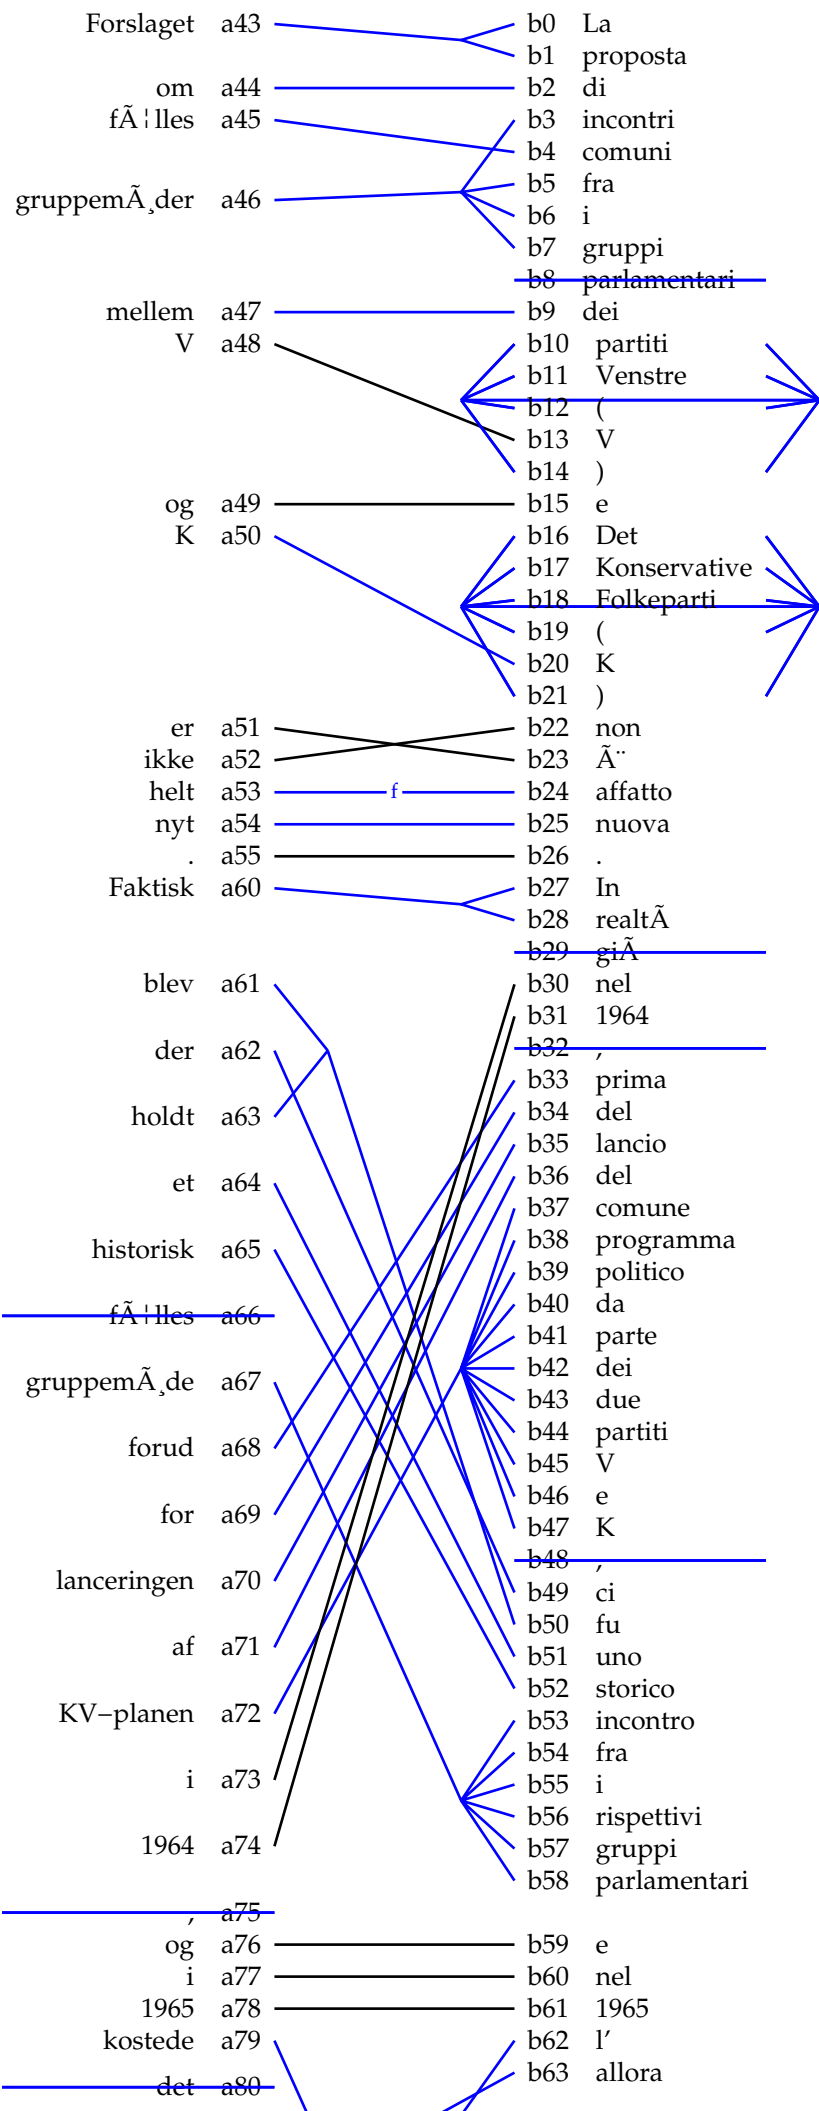 Forslaget a43 b0 La
b1 proposta
om a44 b2 di
fÃ¦lles a45 b3 incontri
b4 comuni
b5 fra
gruppemÃ¸der a46 b6 i
b7 gruppi
b8 parlamentari
mellem a47 b9 dei
V a48 b10 partiti
b11 Venstre
b12 (
b13 V
b14 )
og a49 b15 e
K a50 b16 Det
b17 Konservative
b18 Folkeparti
b19 (
b20 K
b21 )
er a51 b22 non
ikke a52 b23 Ã¨
helt a53 f b24 affatto
nyt a54 b25 nuova
. a55 b26 .
Faktisk a60 b27 In
b28 realtÃ
b29 giÃ
blev a61 b30 nel
b31 1964
der a62 b32 ,
b33 prima
holdt a63 b34 del
b35 lancio
et a64 b36 del
b37 comune
historisk a65 b38 programma
b39 politico
fÃ¦lles a66 b40 da
b41 parte
gruppemÃ¸de a67 b42 dei
b43 due
forud a68 b44 partiti
b45 V
b46 e
for a69 b47 K
b48 ,
lanceringen a70 b49 ci
b50 fu
af a71 b51 uno
b52 storico
KV−planen a72 b53 incontro
b54 fra
i a73 b55 i
b56 rispettivi
1964 a74 b57 gruppi
b58 parlamentari
, a75
og a76 b59 e
i a77 b60 nel
1965 a78 b61 1965
kostede a79 b62 l’
det a80 b63 allora